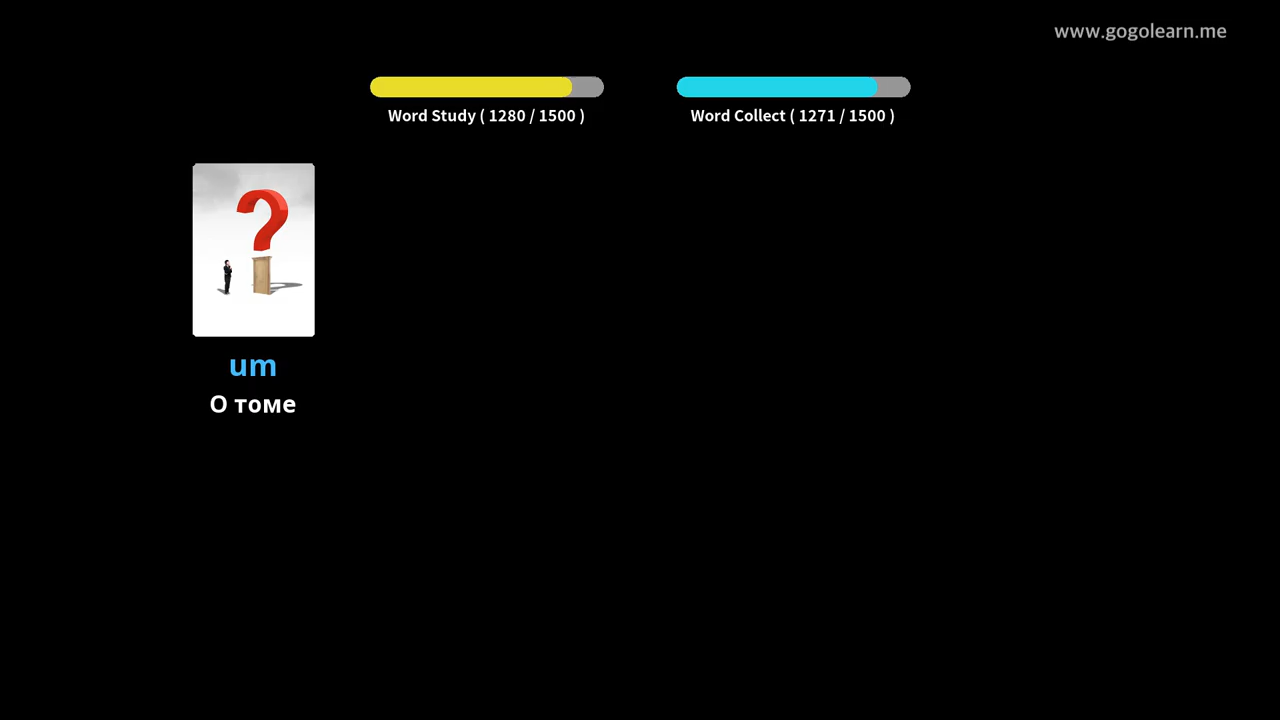 www.gogolearn.me
Word Study ( 1280 / 1500 )
Word Collect ( 1271 / 1500 )
um
О томе